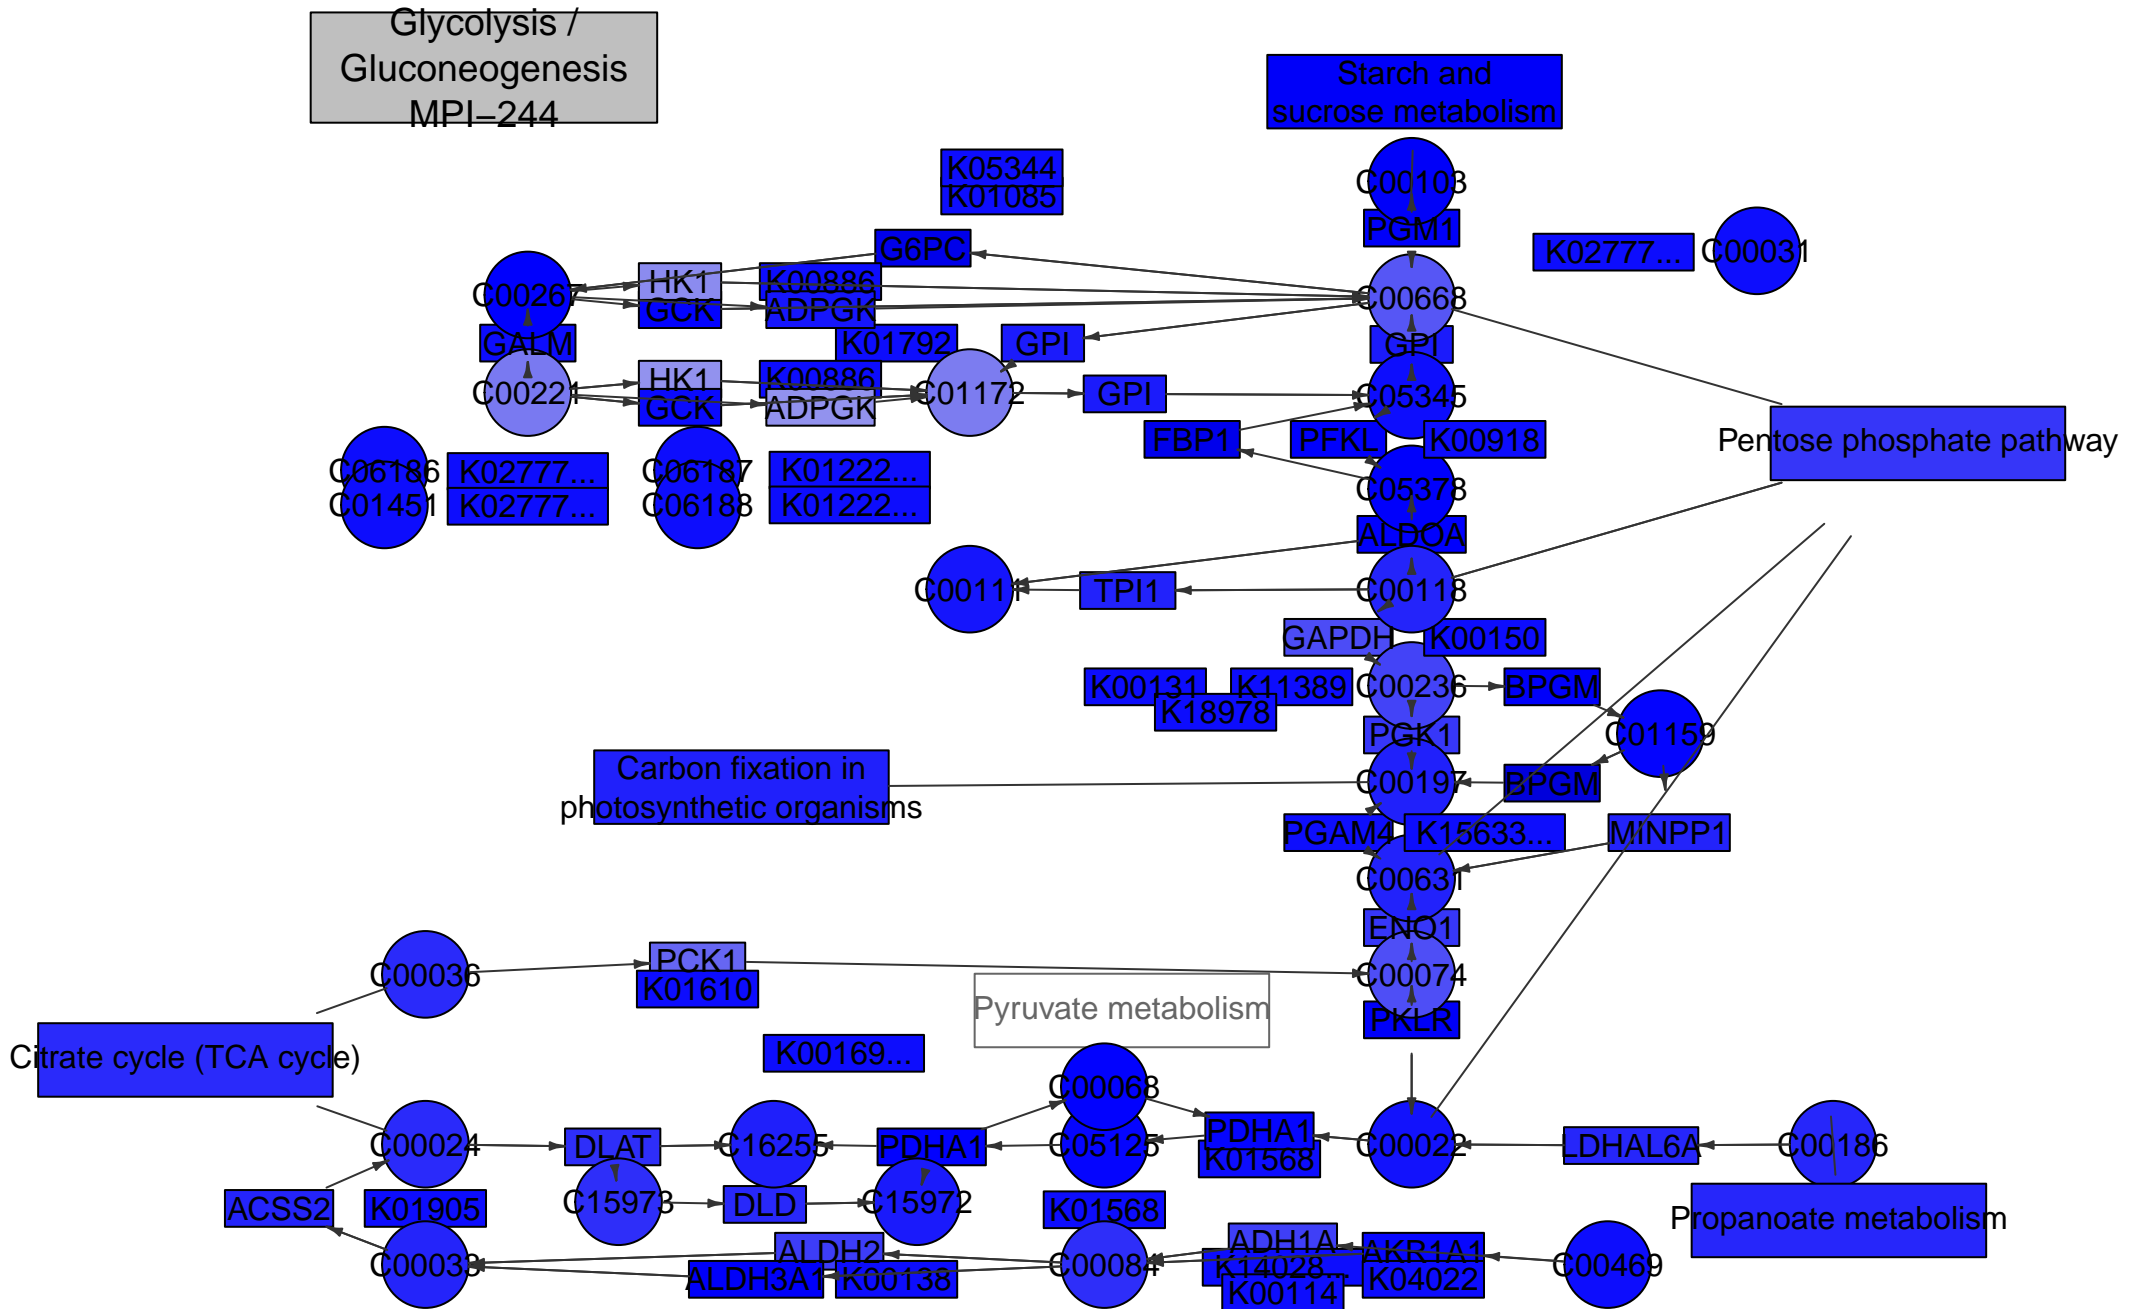 Glycolysis /
Gluconeogenesis
MPI–244
Starch and
sucrose metabolism
K05344
K01085
C00103
PGM1
G6PC
K02777...
C00031
C00267
HK1
K00886
GCK
ADPGK
C00668
GALM
K01792
GPI
GPI
C00221
HK1
K00886
GCK
ADPGK
C01172
GPI
C05345
FBP1
PFKL
K00918
Pentose phosphate pathway
C06186
K02777...
C06187
K01222...
C01451
K02777...
C06188
K01222...
C05378
ALDOA
C00111
TPI1
C00118
GAPDH
K00150
K00131
K11389
C00236
BPGM
K18978
PGK1
C01159
Carbon fixation in
photosynthetic organisms
C00197
BPGM
PGAM4
K15633...
MINPP1
C00631
ENO1
C00036
PCK1
K01610
C00074
Pyruvate metabolism
PKLR
Citrate cycle (TCA cycle)
K00169...
C00068
C00024
DLAT
C16255
PDHA1
C05125
PDHA1
K01568
C00022
LDHAL6A
C00186
ACSS2
K01905
C15973
DLD
C15972
K01568
Propanoate metabolism
C00033
ALDH2
ALDH3A1
K00138
C00084
ADH1A
K14028...
K00114
AKR1A1
K04022
C00469